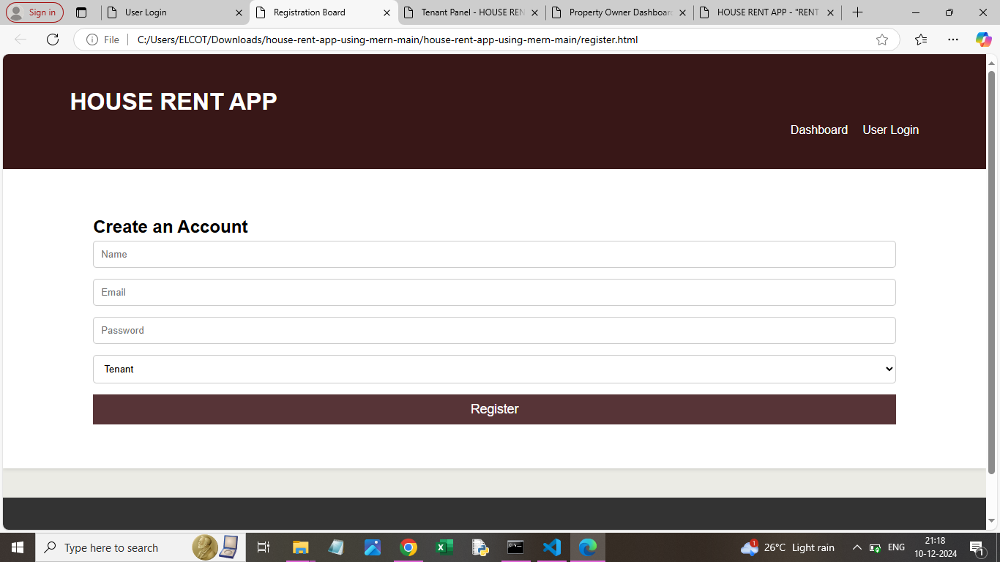 Sign in
User Login
Registration Board
Tenant Panel - HOUSE REN
Property Owner Dashboard
HOUSE RENT APP - "RENT
File
C:/Users/ELCOT/Downloads/house-rent-app-using-mern-main/house-rent-app-using-mern-main/register.html
HOUSE RENT APP
Dashboard User Login
Create an Account
Name
Email
Password
Tenant
Register
Type here to search
26°C Light rain
ENG
21:18
10-12-2024
1
1